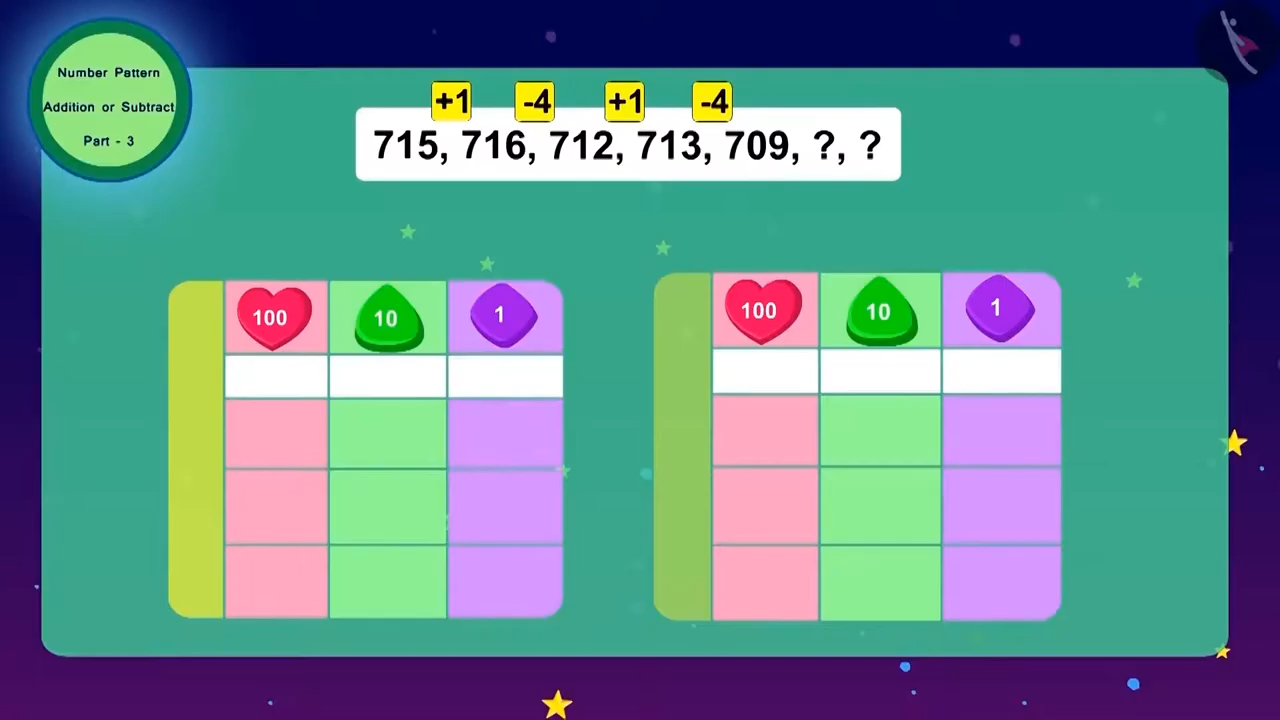 Number Pattern
Addition or Subtract
Part - 3
+1 -4 +1 -4
715, 716, 712, 713, 709, ?, ?
100 10 1
100 10 1